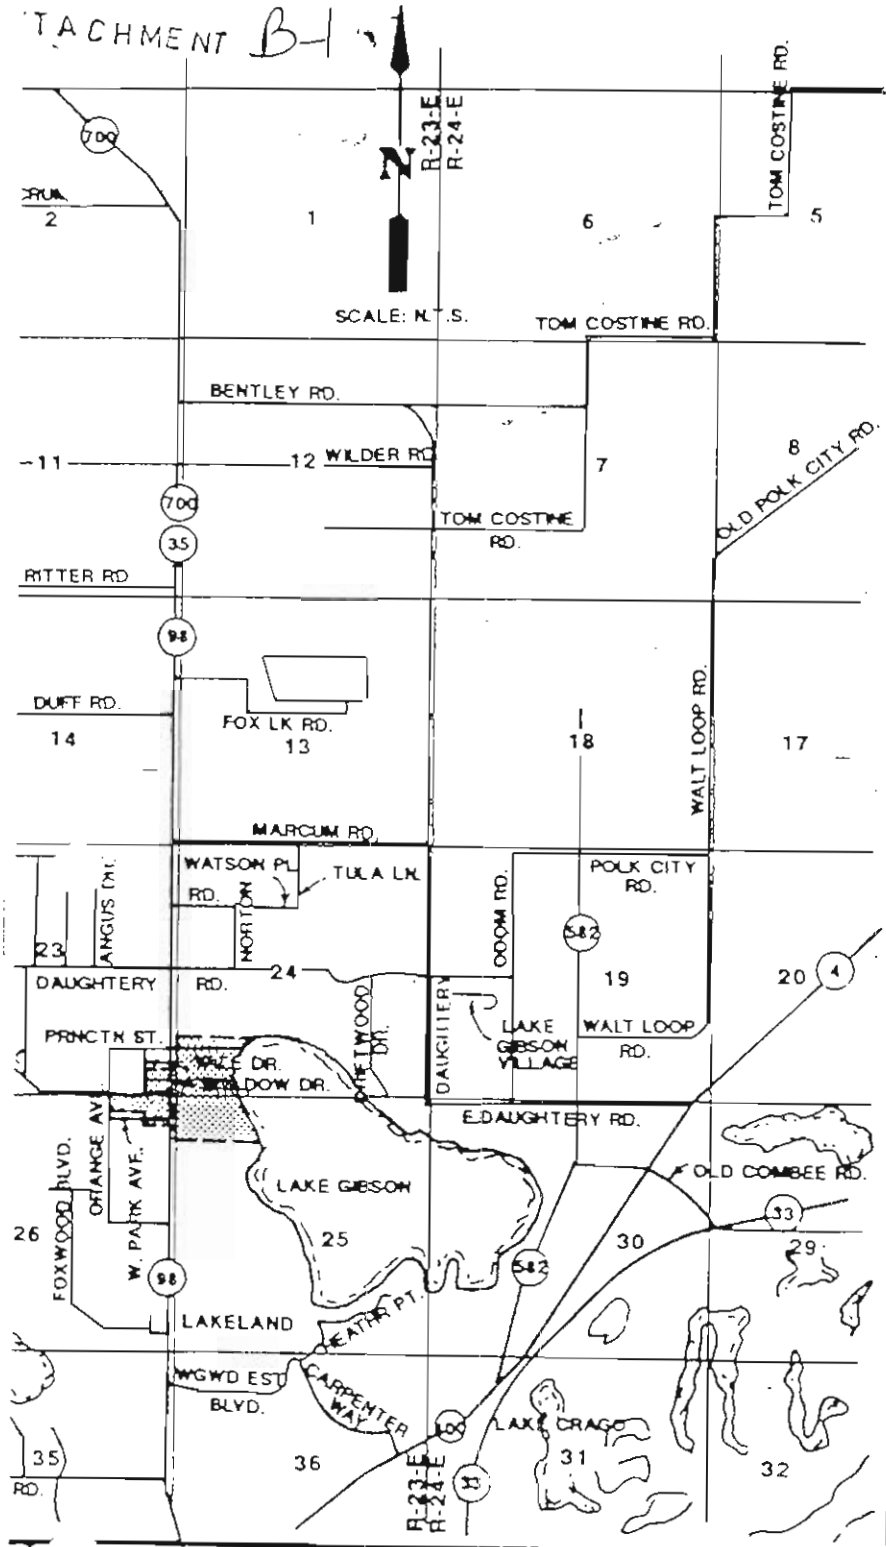 TACHMENT B-1
TOM COSTINE RD.
700
N
R-23-E
R-24-E
2
1
6
5
SCALE: N.T.S.
TOM COSTINE RD.
BENTLEY RD.
11
12
WILDER RD
7
8
OLD POLK CITY RD.
700
35
TOM COSTINE
RD.
RITTER RD
98
DUFF RD.
14
FOX LK RD.
13
18
WALT LOOP RD.
17
MARCUM RD
WATSON PL
RD.
TULA LN.
POLK CITY
RD.
ANGUS
NORTON
ODOM RD.
582
23
24
19
20
4
DAUGHTERY RD.
PRNCTN ST.
DR.
DAUGHTERY
LAKE
GIBSON
VILLAGE
WALT LOOP
RD.
DR.
DOW DR.
E.DAUGHTERY RD.
ORANGE AV
W. PARK AVE.
FOXWOOD BLVD.
LAKE GIBSON
OLD COMBEE RD.
33
26
25
30
29
98
582
LAKELAND
HEATHR PT.
WGWD EST
BLVD.
CARPENTER
WAY
LAKE CRAGO
35
36
31
32
33
RD.
R-23-E
R-24-E